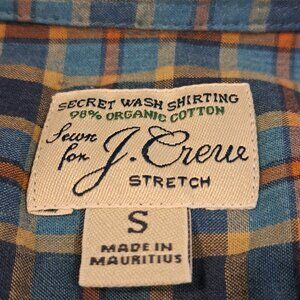 SECRET WASH SHIRTING
98% ORGANIC COTTON
Sewn
for J. Crew
STRETCH
S
MADE IN
MAURITIUS